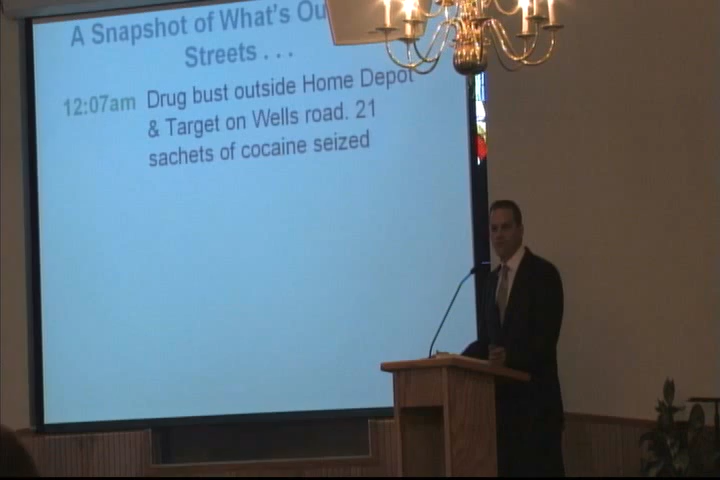 A Snapshot of What's Ou
Streets . . .
12:07am Drug bust outside Home Depot
& Target on Wells road. 21
sachets of cocaine seized